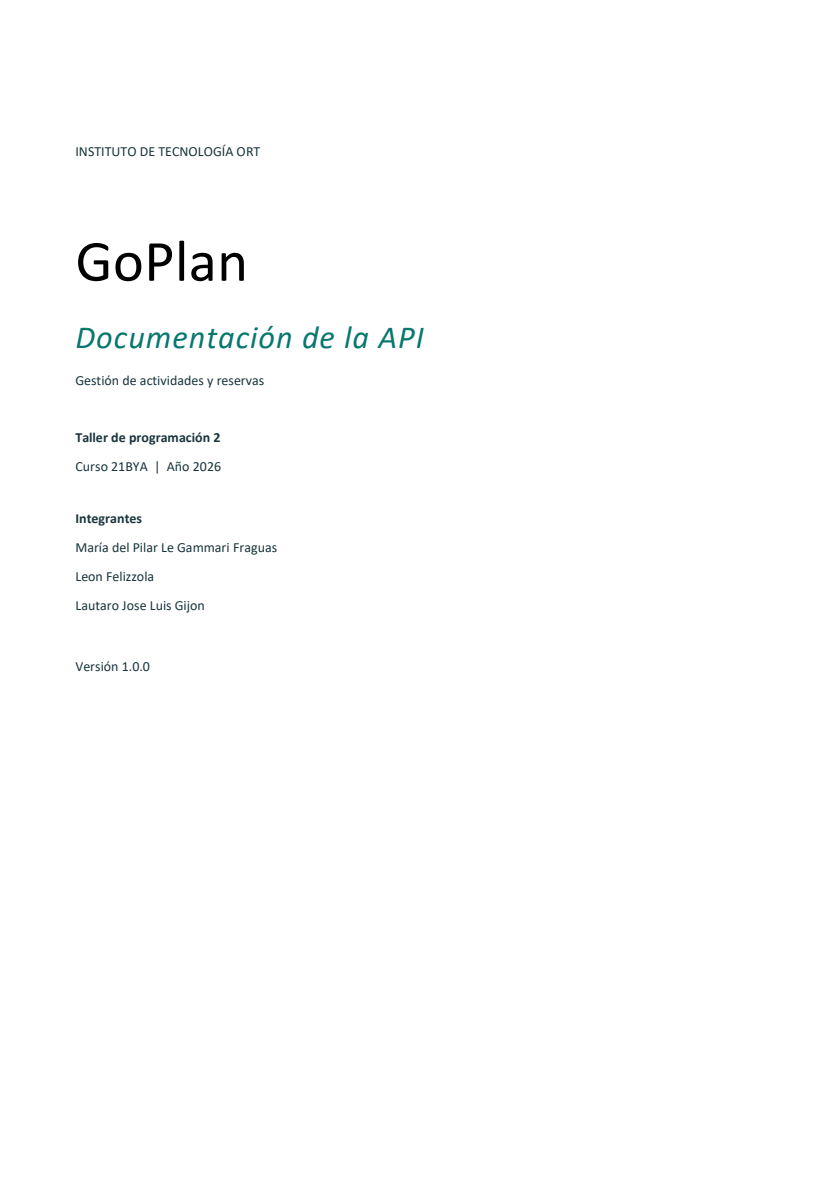 INSTITUTO DE TECNOLOGÍA ORT
GoPlan
Documentación de la API
Gestión de actividades y reservas
Taller de programación 2
Curso 21BYA | Año 2026
Integrantes
María del Pilar Le Gammari Fraguas
Leon Felizzola
Lautaro Jose Luis Gijon
Versión 1.0.0